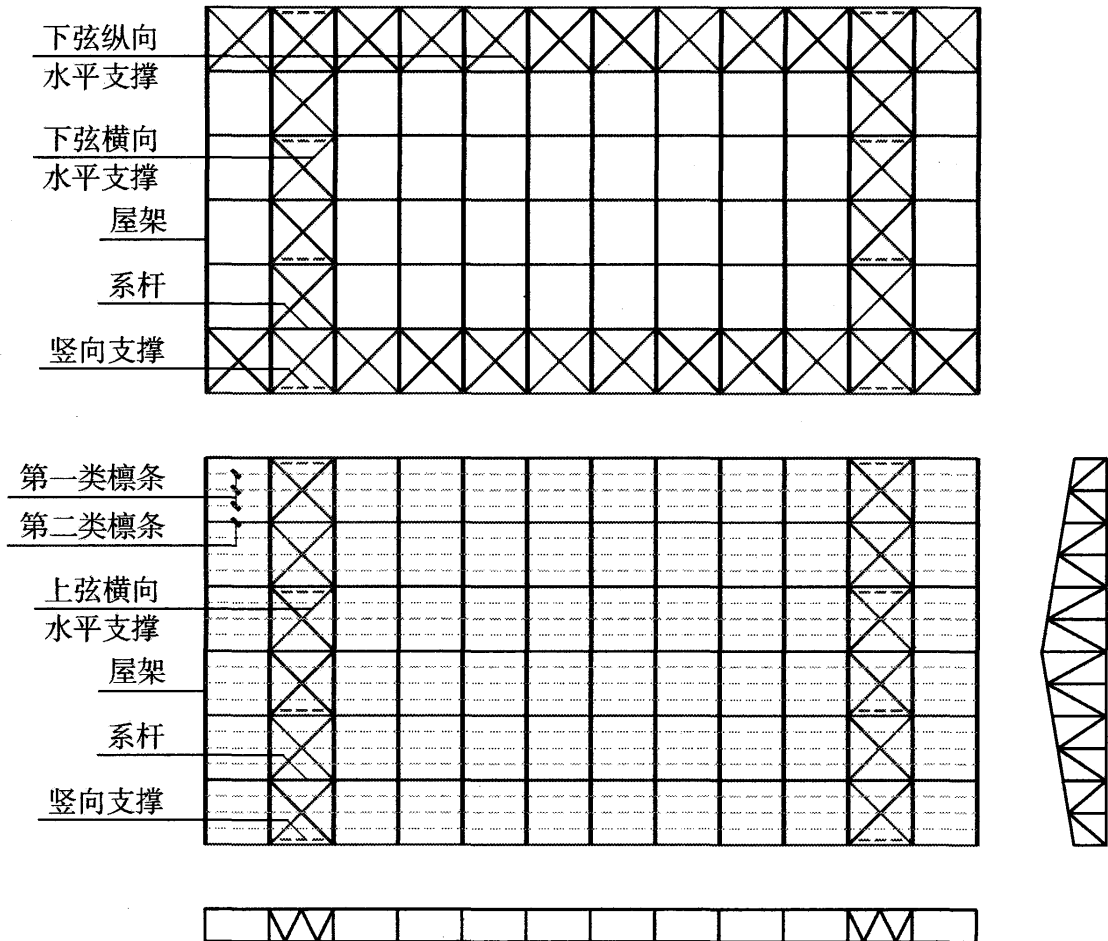 下弦纵向
水平支撑
下弦横向
水平支撑
屋架
系杆
竖向支撑
第一类檩条
第二类檩条
上弦横向
水平支撑
屋架
系杆
竖向支撑